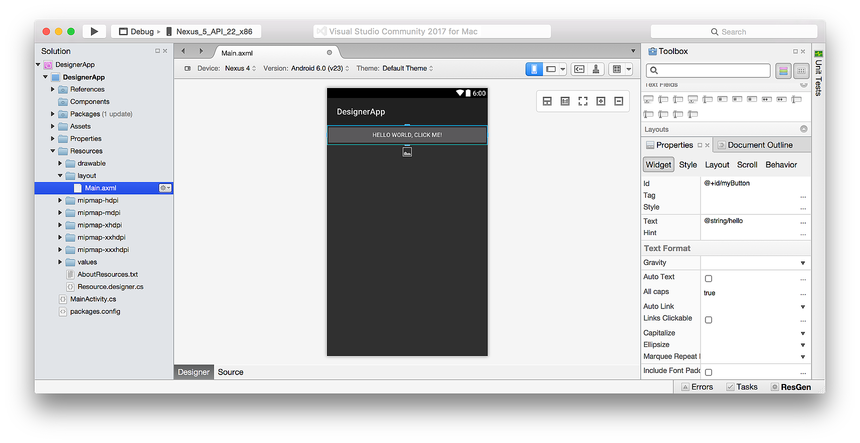 Debug
Nexus_5_API_22_x86
Visual Studio Community 2017 for Mac
Search
Solution
DesignerApp
DesignerApp
References
Components
Packages (1 update)
Assets
Properties
Resources
drawable
layout
Main.axml
mipmap-hdpi
mipmap-mdpi
mipmap-xhdpi
mipmap-xxhdpi
mipmap-xxxhdpi
values
AboutResources.txt
Resource.designer.cs
MainActivity.cs
packages.config
Main.axml
Device: Nexus 4
Version: Android 6.0 (v23)
Theme: Default Theme
6:00
DesignerApp
HELLO WORLD, CLICK ME!
Designer
Source
Toolbox
Text Fields
Layouts
Properties
Document Outline
Widget
Style
Layout
Scroll
Behavior
Id @+id/myButton
Tag ...
Style ...
Text @string/hello ...
Hint ...
Text Format
Gravity
Auto Text ...
All caps true ...
Auto Link
Links Clickable ...
Capitalize
Ellipsize
Marquee Repeat
Include Font Padd ...
Unit Tests
Errors
Tasks
ResGen